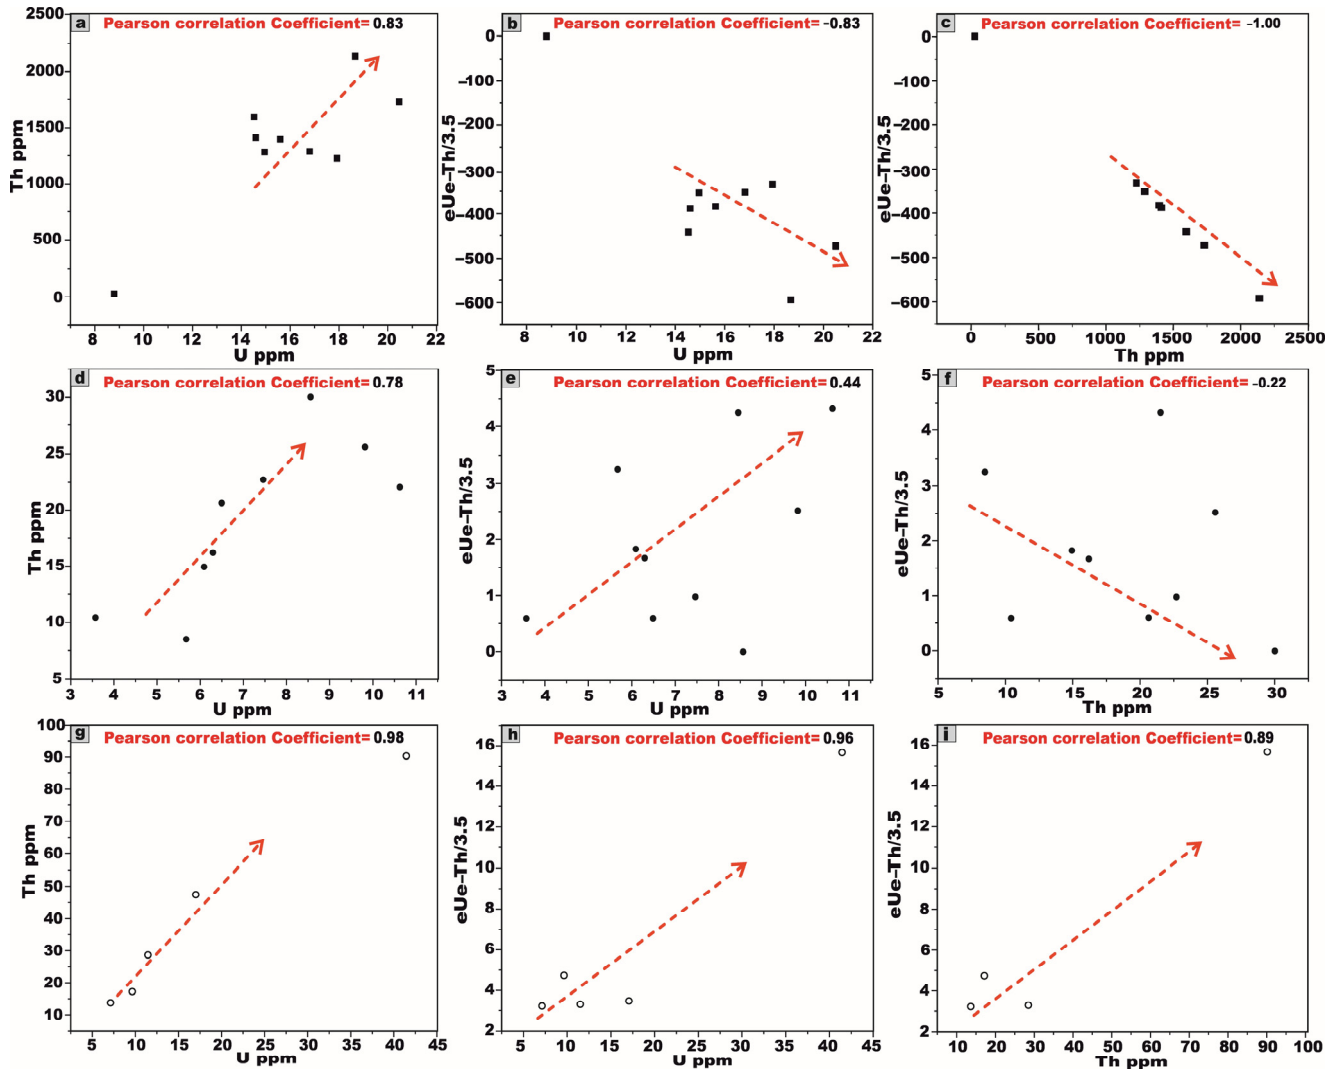 a Pearson correlation Coefficient= 0.83
2500
2000
1500
1000
500
0
Th ppm
8 10 12 14 16 18 20 22
U ppm
b Pearson correlation Coefficient= –0.83
0
–100
–200
–300
–400
–500
–600
eUe–Th/3.5
8 10 14 16 18 20 22
U ppm
c Pearson correlation Coefficient= –1.00
0
–100
–200
–300
–400
–500
–600
eUe–Th/3.5
0 500 1000 1500 2000 2500
Th ppm
d Pearson correlation Coefficient= 0.78
30
25
20
15
10
5
Th ppm
3 4 5 6 7 8 9 10 11
U ppm
e Pearson correlation Coefficient= 0.44
5
4
3
2
1
0
eUe–Th/3.5
3 4 5 6 7 8 9 10 11
U ppm
f Pearson correlation Coefficient= –0.22
5
4
3
2
1
0
eUe–Th/3.5
5 10 15 20 25 30
Th ppm
g Pearson correlation Coefficient= 0.98
100
90
80
70
60
50
40
30
20
10
Th ppm
5 10 15 20 25 30 35 40 45
U ppm
h Pearson correlation Coefficient= 0.96
16
14
12
10
8
6
4
2
eUe–Th/3.5
5 10 15 20 25 30 35 40 45
U ppm
i Pearson correlation Coefficient= 0.89
16
14
12
10
8
6
4
2
eUe–Th/3.5
10 20 30 40 50 60 70 80 90 100
Th ppm